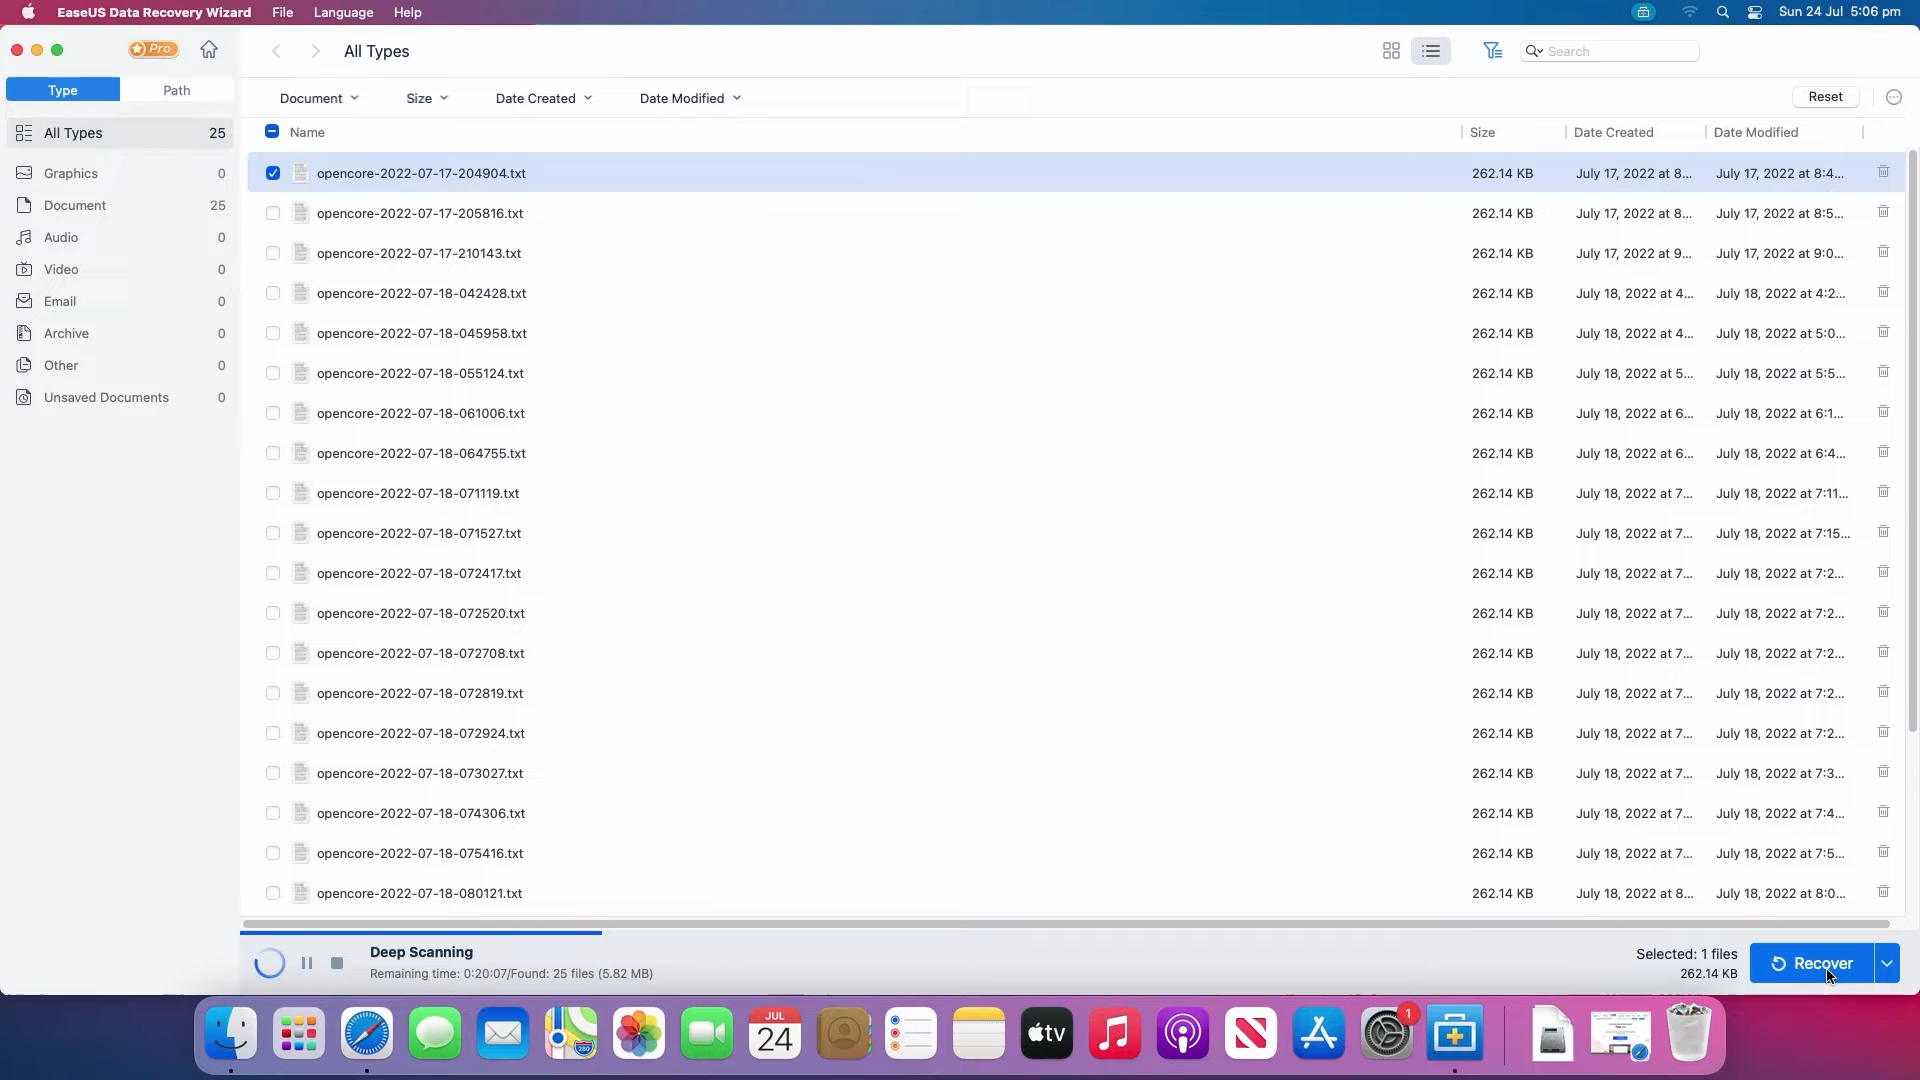 EaseUS Data Recovery Wizard File Language Help Sun 24 Jul 5:06 pm
Pro All Types Search
Type Path
Document Size Date Created Date Modified Reset
All Types 25
Graphics 0
Document 25
Audio 0
Video 0
Email 0
Archive 0
Other 0
Unsaved Documents 0
Name Size Date Created Date Modified
opencore-2022-07-17-204904.txt 262.14 KB July 17, 2022 at 8... July 17, 2022 at 8:4...
opencore-2022-07-17-205816.txt 262.14 KB July 17, 2022 at 8... July 17, 2022 at 8:5...
opencore-2022-07-17-210143.txt 262.14 KB July 17, 2022 at 9... July 17, 2022 at 9:0...
opencore-2022-07-18-042428.txt 262.14 KB July 18, 2022 at 4... July 18, 2022 at 4:2...
opencore-2022-07-18-045958.txt 262.14 KB July 18, 2022 at 4... July 18, 2022 at 5:0...
opencore-2022-07-18-055124.txt 262.14 KB July 18, 2022 at 5... July 18, 2022 at 5:5...
opencore-2022-07-18-061006.txt 262.14 KB July 18, 2022 at 6... July 18, 2022 at 6:1...
opencore-2022-07-18-064755.txt 262.14 KB July 18, 2022 at 6... July 18, 2022 at 6:4...
opencore-2022-07-18-071119.txt 262.14 KB July 18, 2022 at 7... July 18, 2022 at 7:11...
opencore-2022-07-18-071527.txt 262.14 KB July 18, 2022 at 7... July 18, 2022 at 7:15...
opencore-2022-07-18-072417.txt 262.14 KB July 18, 2022 at 7... July 18, 2022 at 7:2...
opencore-2022-07-18-072520.txt 262.14 KB July 18, 2022 at 7... July 18, 2022 at 7:2...
opencore-2022-07-18-072708.txt 262.14 KB July 18, 2022 at 7... July 18, 2022 at 7:2...
opencore-2022-07-18-072819.txt 262.14 KB July 18, 2022 at 7... July 18, 2022 at 7:2...
opencore-2022-07-18-072924.txt 262.14 KB July 18, 2022 at 7... July 18, 2022 at 7:2...
opencore-2022-07-18-073027.txt 262.14 KB July 18, 2022 at 7... July 18, 2022 at 7:3...
opencore-2022-07-18-074306.txt 262.14 KB July 18, 2022 at 7... July 18, 2022 at 7:4...
opencore-2022-07-18-075416.txt 262.14 KB July 18, 2022 at 7... July 18, 2022 at 7:5...
opencore-2022-07-18-080121.txt 262.14 KB July 18, 2022 at 8... July 18, 2022 at 8:0...
Deep Scanning
Remaining time: 0:20:07/Found: 25 files (5.82 MB)
Selected: 1 files
262.14 KB
Recover
JUL
24
280
tv
1